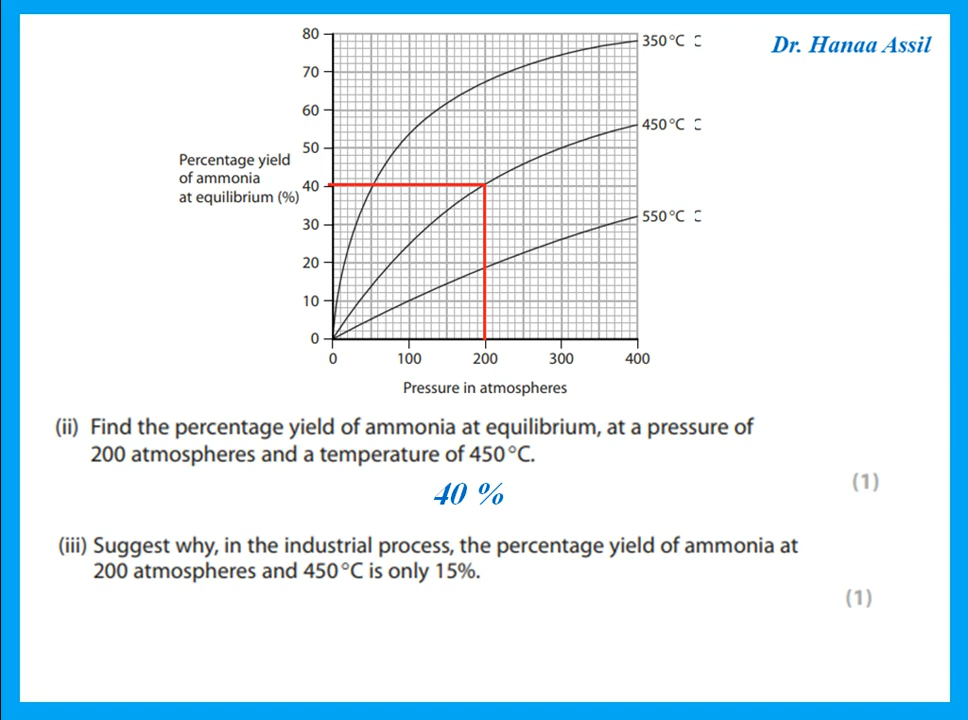 Dr. Hanaa Assil
80
70
60
50
40
30
20
10
0
Percentage yield
of ammonia
at equilibrium (%)
350°C C
450°C C
550°C C
0 100 200 300 400
Pressure in atmospheres
(ii) Find the percentage yield of ammonia at equilibrium, at a pressure of
200 atmospheres and a temperature of 450°C.
40 %
(1)
(iii) Suggest why, in the industrial process, the percentage yield of ammonia at
200 atmospheres and 450°C is only 15%.
(1)